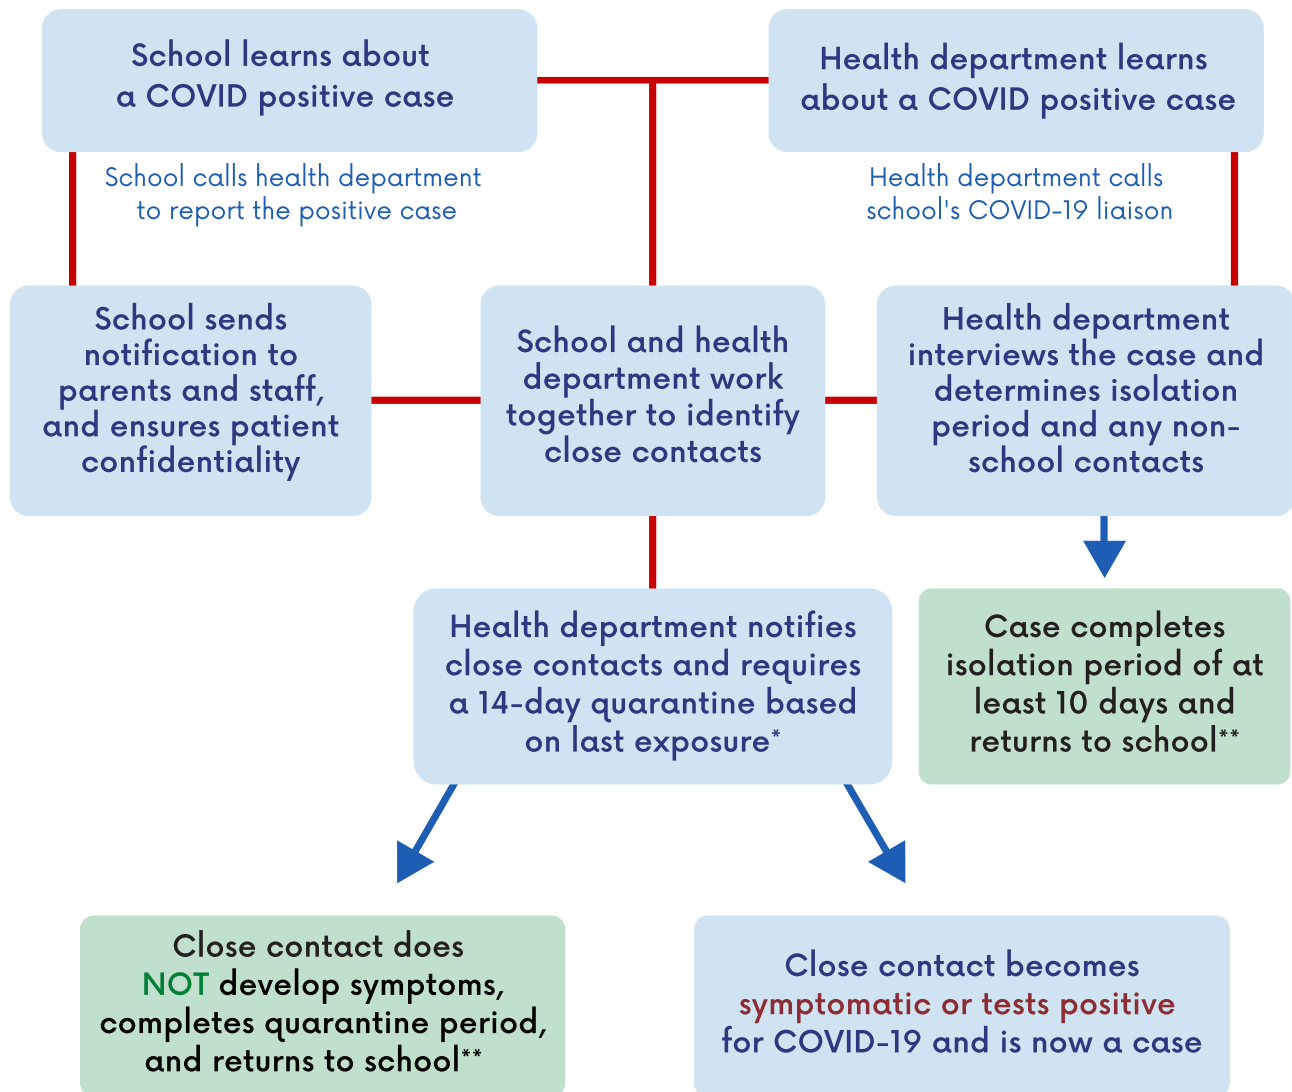 School learns about
a COVID positive case
Health department learns
about a COVID positive case
School calls health department
to report the positive case
Health department calls
school's COVID-19 liaison
School sends
notification to
parents and staff,
and ensures patient
confidentiality
School and health
department work
together to identify
close contacts
Health department
interviews the case and
determines isolation
period and any non-
school contacts
Health department notifies
close contacts and requires
a 14-day quarantine based
on last exposure*
Case completes
isolation period of at
least 10 days and
returns to school**
Close contact does
NOT develop symptoms,
completes quarantine period,
and returns to school**
Close contact becomes
symptomatic or tests positive
for COVID-19 and is now a case